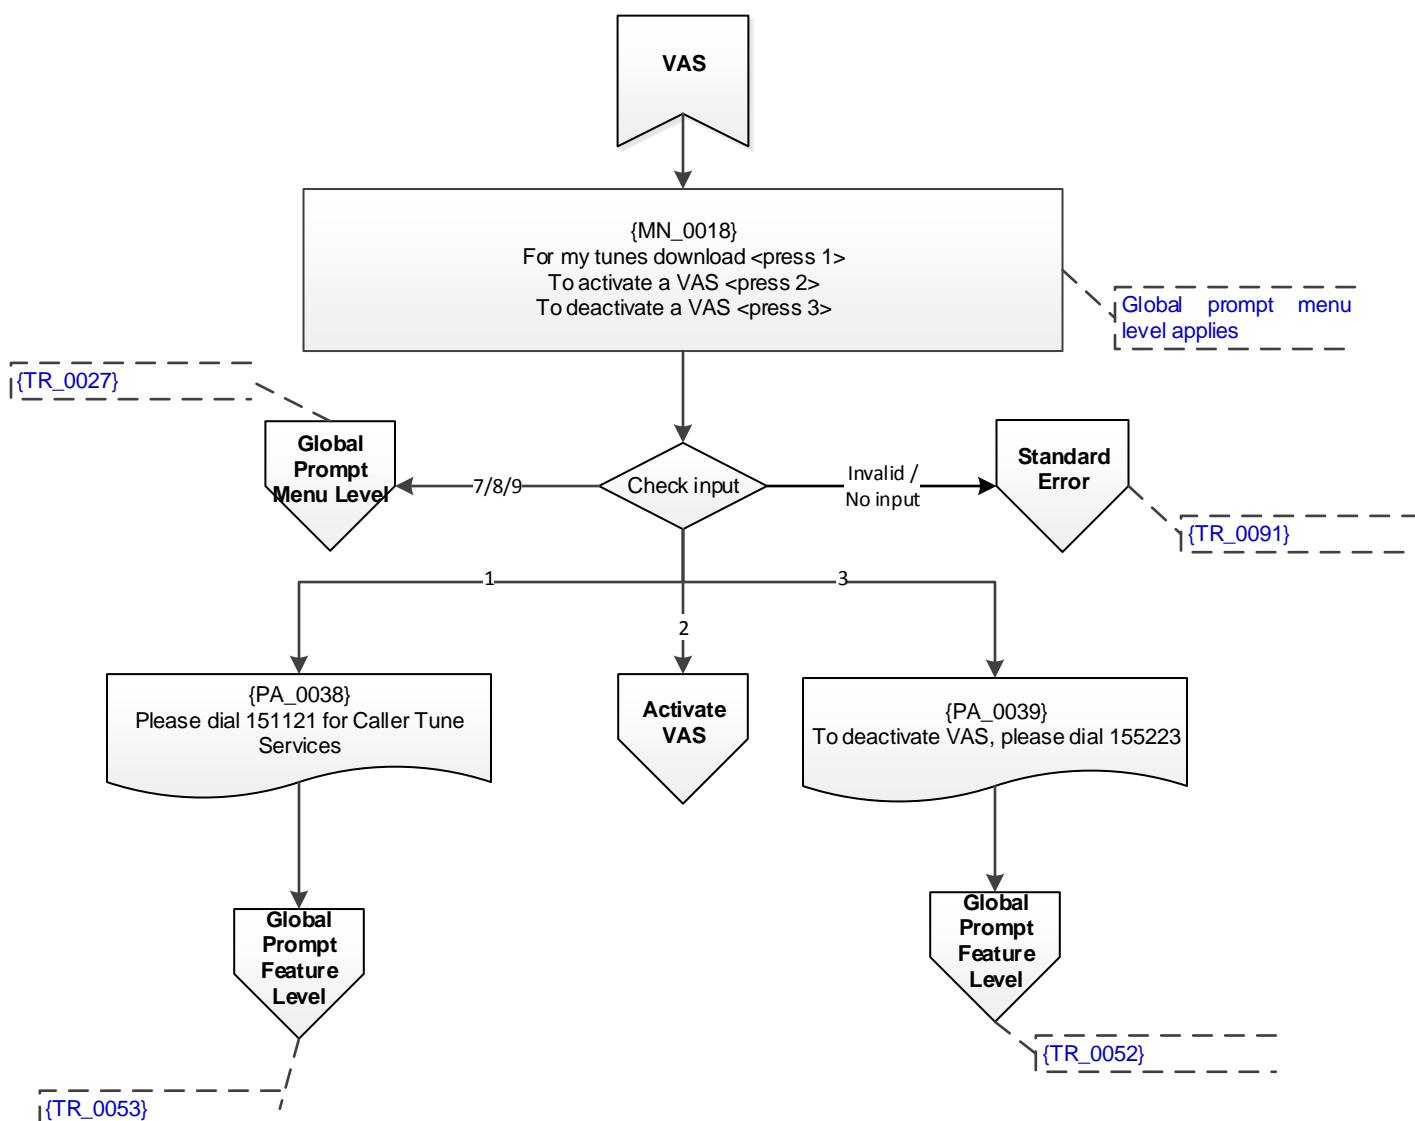 VAS
{MN_0018}
For my tunes download <press 1>
To activate a VAS <press 2>
To deactivate a VAS <press 3>
Global prompt menu
level applies
{TR_0027}
Global
Prompt
Menu Level
7/8/9
Check input
Invalid /
No input
Standard
Error
{TR_0091}
1
2
3
{PA_0038}
Please dial 151121 for Caller Tune
Services
Activate
VAS
{PA_0039}
To deactivate VAS, please dial 155223
Global
Prompt
Feature
Level
Global
Prompt
Feature
Level
{TR_0052}
{TR_0053}